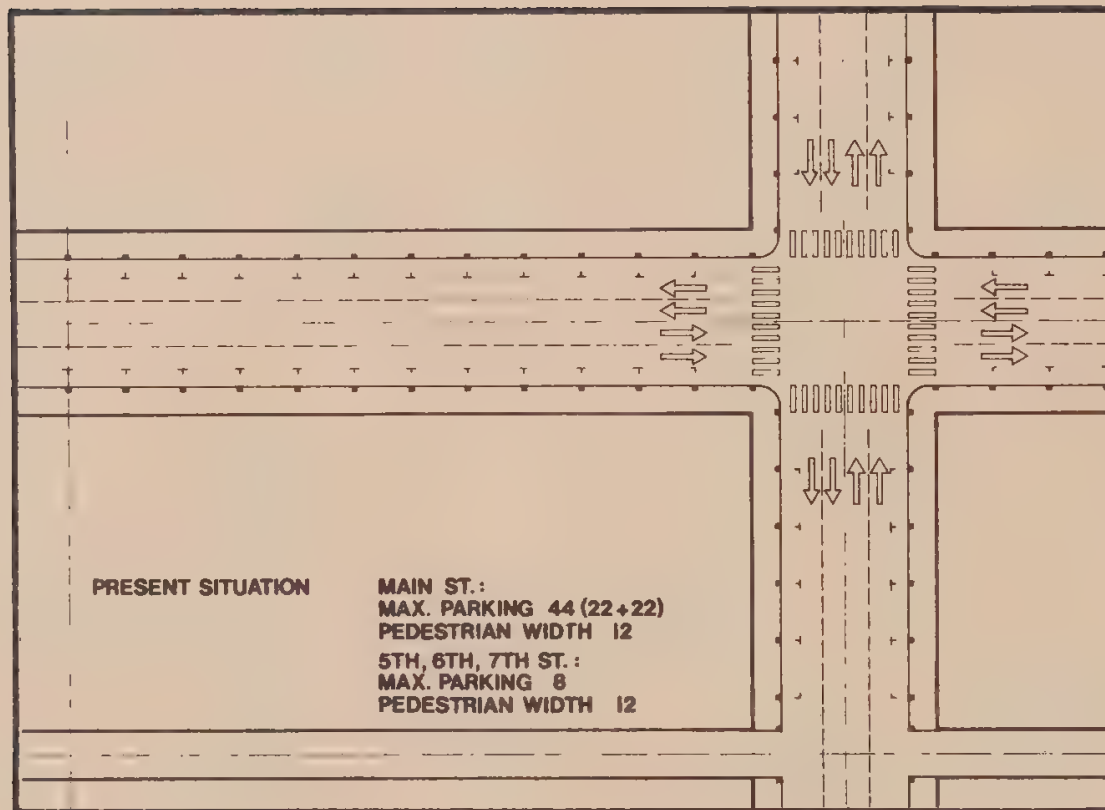 PRESENT SITUATION
MAIN ST.:
MAX. PARKING 44 (22+22)
PEDESTRIAN WIDTH 12
5TH, 6TH, 7TH ST.:
MAX. PARKING 8
PEDESTRIAN WIDTH 12